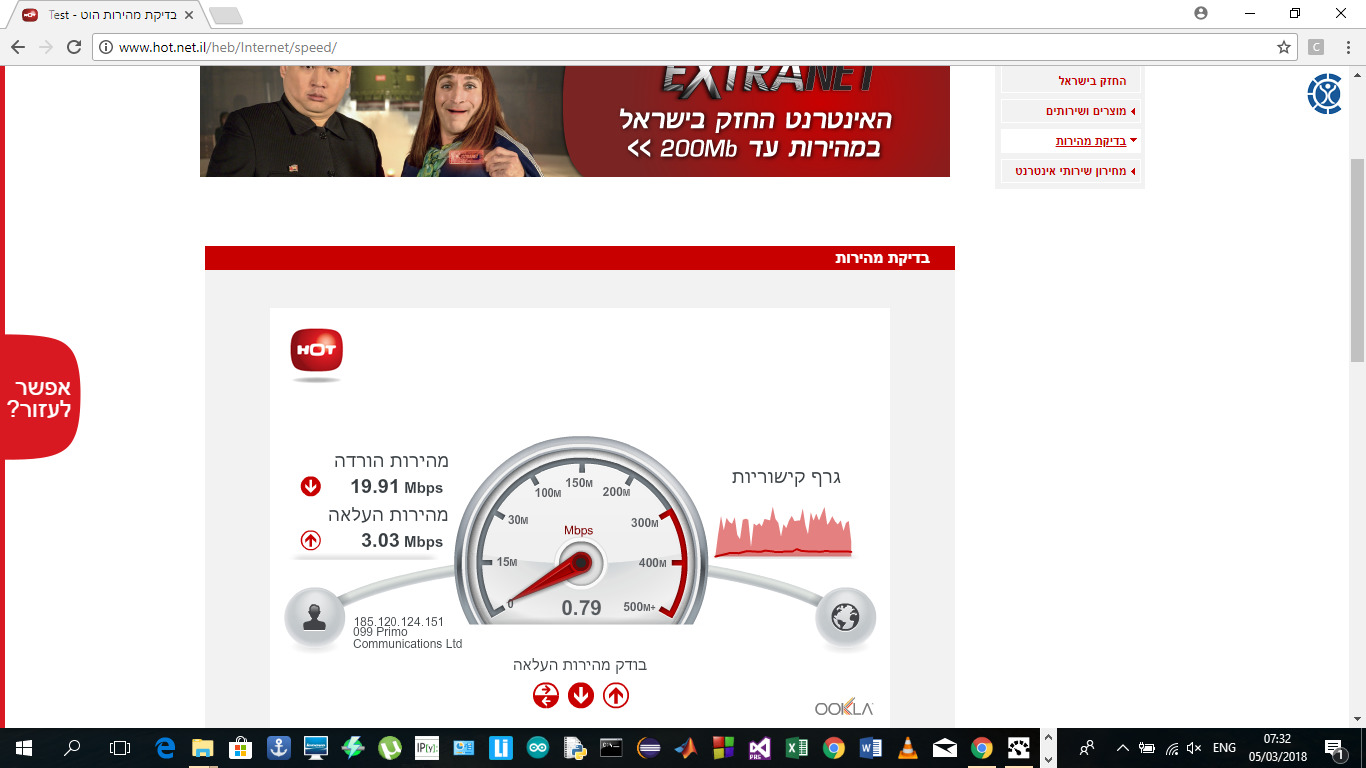 Test - בדיקת מהירות הוט
www.hot.net.il/heb/Internet/speed/
EXTRANET
האינטרנט החזק בישראל
במהירות עד 200Mb >>
החזק בישראל
מוצרים ושירותים
בדיקת מהירות
מחירון שירותי אינטרנט
בדיקת מהירות
HOT
אפשר
לעזור?
מהירות הורדה
19.91 Mbps
מהירות העלאה
3.03 Mbps
185.120.124.151
099 Primo
Communications Ltd
0
15M
30M
100M
150M
200M
300M
400M
500M+
Mbps
0.79
גרף קישוריות
בודק מהירות העלאה
OOKLA
ENG
07:32
05/03/2018